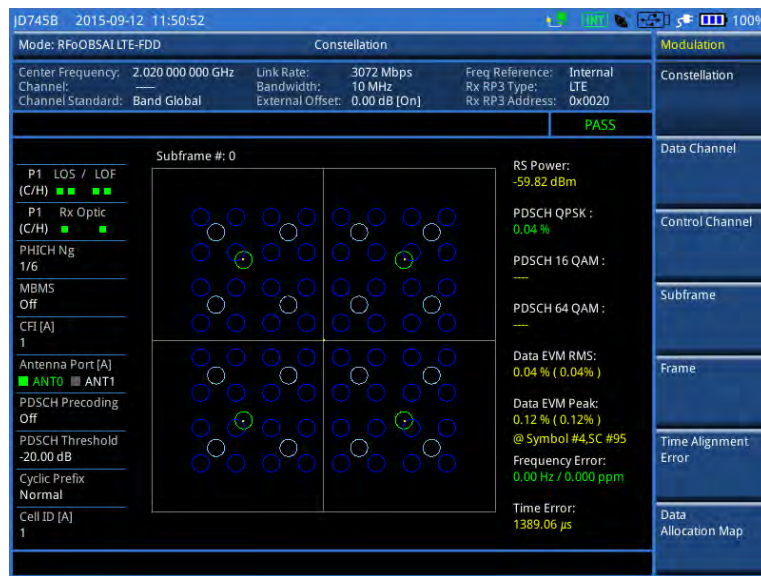 JD745B 2015-09-12 11:50:52 INT 100%
Mode: RFoOBSAI LTE-FDD Constellation
Center Frequency: 2.020 000 000 GHz Link Rate: 3072 Mbps Freq Reference: Internal
Channel: ---- Bandwidth: 10 MHz Rx RP3 Type: LTE
Channel Standard: Band Global External Offset: 0.00 dB [On] Rx RP3 Address: 0x0020
PASS
Subframe #: 0
P1 LOS / LOF
(C/H)
P1 Rx Optic
(C/H)
PHICH Ng
1/6
MBMS
Off
CFI [A]
1
Antenna Port [A]
ANT0 ANT1
PDSCH Precoding
Off
PDSCH Threshold
-20.00 dB
Cyclic Prefix
Normal
Cell ID [A]
1
RS Power:
-59.82 dBm
PDSCH QPSK :
0.04 %
PDSCH 16 QAM :
----
PDSCH 64 QAM :
----
Data EVM RMS:
0.04 % ( 0.04% )
Data EVM Peak:
0.12 % ( 0.12% )
@ Symbol #4,SC #95
Frequency Error:
0.00 Hz / 0.000 ppm
Time Error:
1389.06 µs
Modulation
Constellation
Data Channel
Control Channel
Subframe
Frame
Time Alignment
Error
Data
Allocation Map